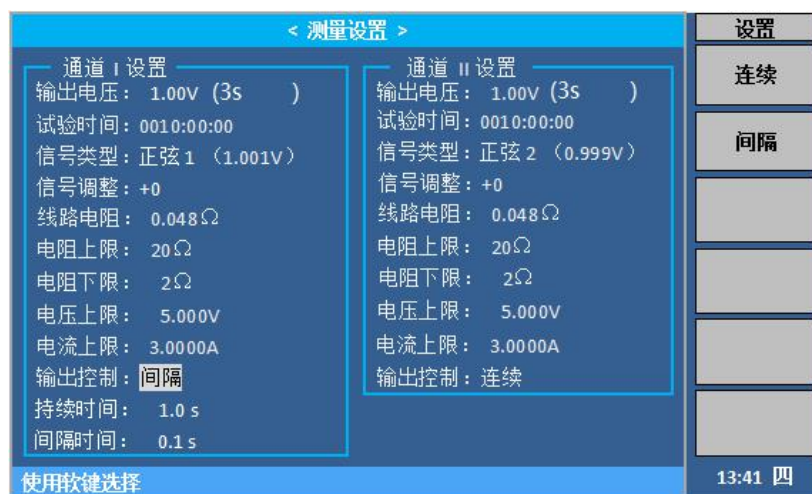 < 测量设置 >
通道 I 设置
输出电压： 1.00V (3s )
试验时间：0010:00:00
信号类型：正弦 1 （1.001V）
信号调整：+0
线路电阻： 0.048Ω
电阻上限： 20Ω
电阻下限： 2Ω
电压上限： 5.000V
电流上限： 3.0000A
输出控制：间隔
持续时间： 1.0 s
间隔时间： 0.1 s
通道 II 设置
输出电压： 1.00V (3s )
试验时间：0010:00:00
信号类型：正弦 2 （0.999V）
信号调整：+0
线路电阻： 0.048Ω
电阻上限： 20Ω
电阻下限： 2Ω
电压上限： 5.000V
电流上限： 3.0000A
输出控制：连续
使用软键选择
设置
连续
间隔
13:41 四